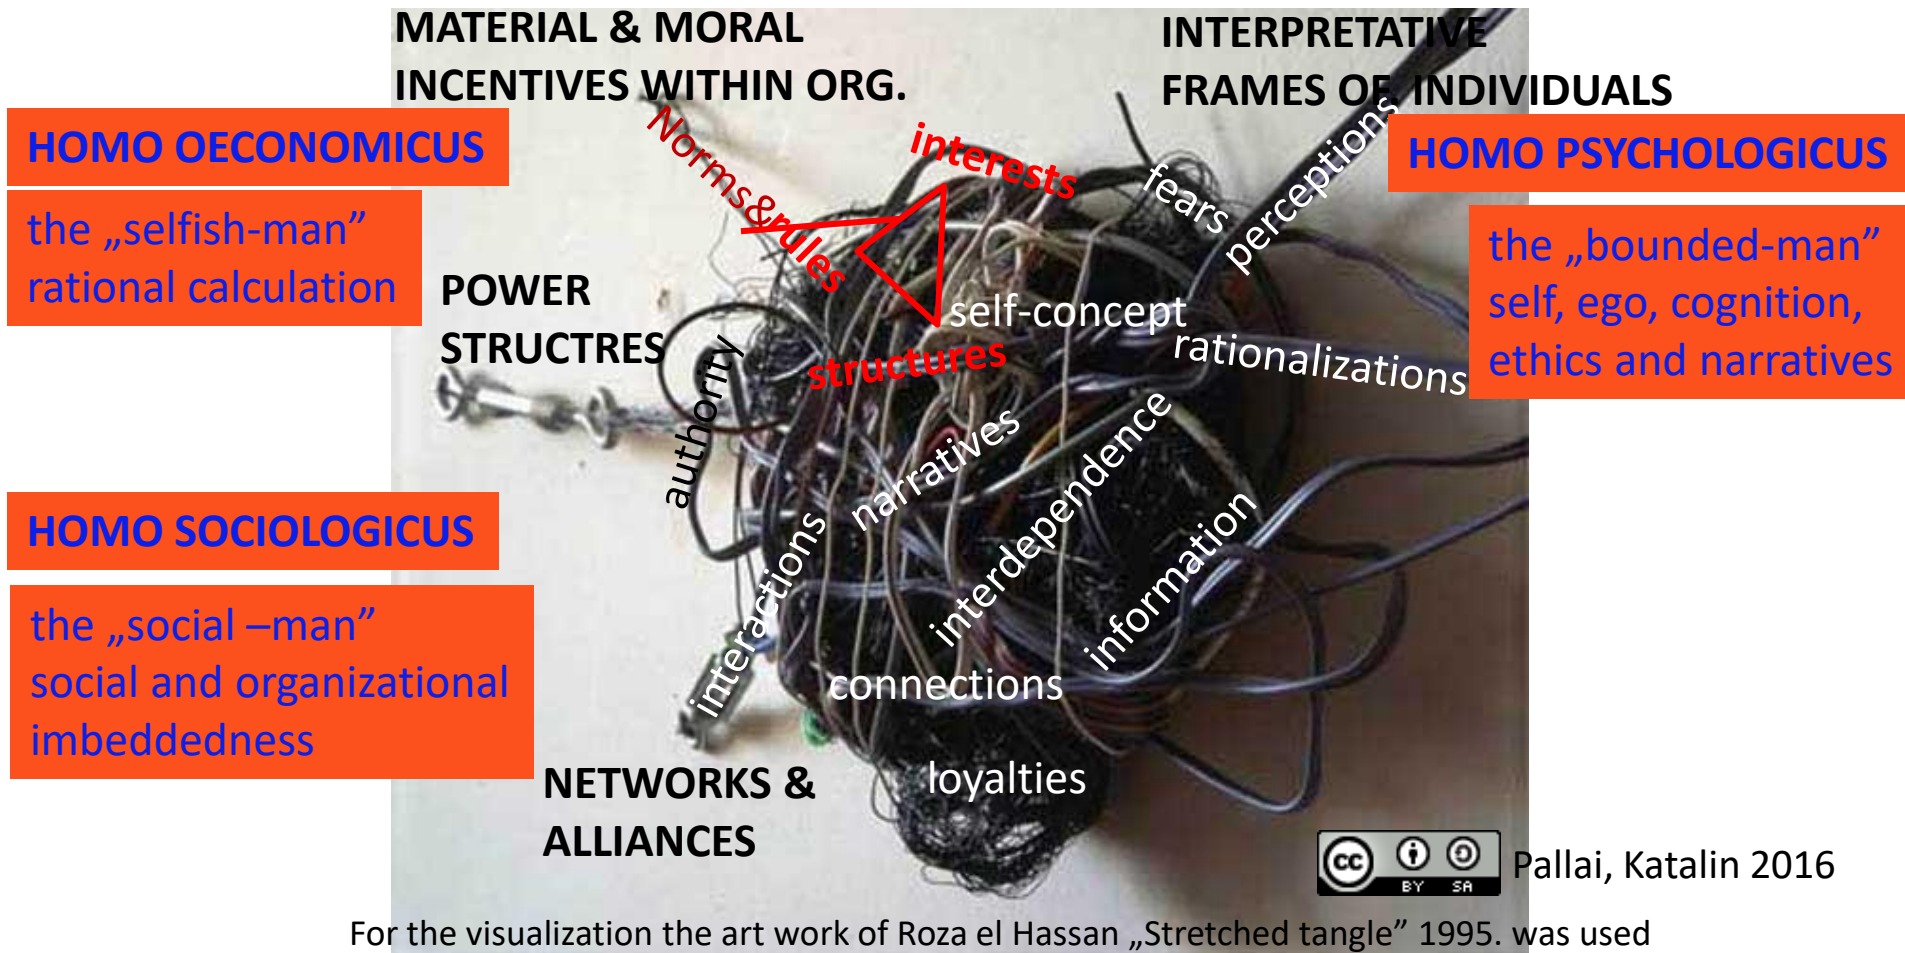 MATERIAL & MORAL
INCENTIVES WITHIN ORG.
INTERPRETATIVE
FRAMES OF INDIVIDUALS
HOMO OECONOMICUS
the „selfish-man”
rational calculation
HOMO PSYCHOLOGICUS
the „bounded-man”
self, ego, cognition,
ethics and narratives
Norms&rules
interests
fears
perceptions
POWER
STRUCTRES
self-concept
structures
rationalizations
authority
narratives
interdependence
HOMO SOCIOLOGICUS
the „social –man”
social and organizational
imbeddedness
interactions
information
connections
loyalties
NETWORKS &
ALLIANCES
cc BY SA
Pallai, Katalin 2016
For the visualization the art work of Roza el Hassan „Stretched tangle” 1995. was used